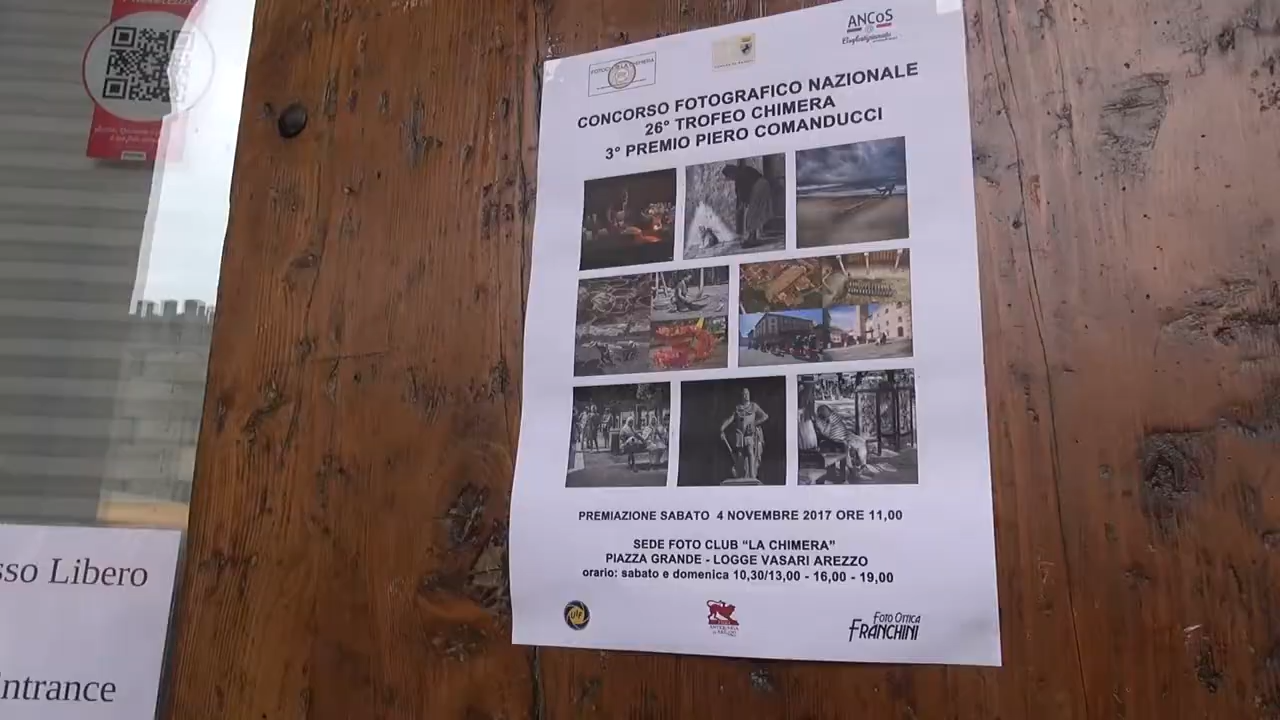 ANCoS
Confartigianato
CONCORSO FOTOGRAFICO NAZIONALE
26° TROFEO CHIMERA
3° PREMIO PIERO COMANDUCCI
PREMIAZIONE SABATO 4 NOVEMBRE 2017 ORE 11,00
SEDE FOTO CLUB “LA CHIMERA”
PIAZZA GRANDE - LOGGE VASARI AREZZO
orario: sabato e domenica 10,30/13,00 - 16,00 - 19,00
UIF
FOTO OTTICA
FRANCHINI
sso Libero
ntrance